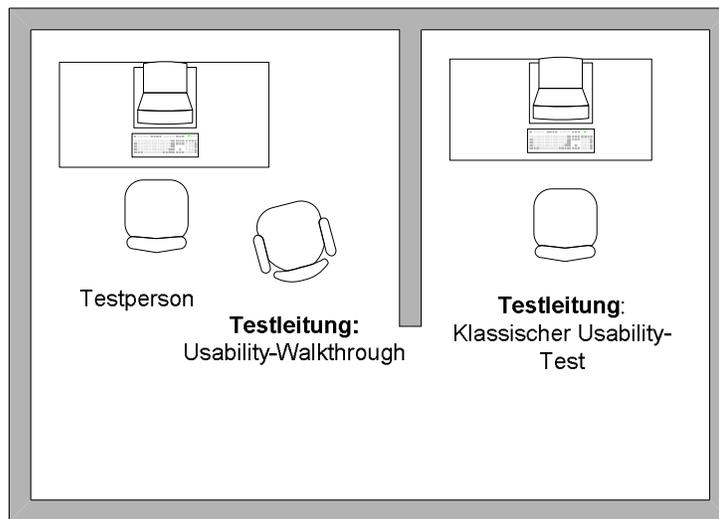 Testperson
Testleitung:
Usability-Walkthrough
Testleitung:
Klassischer Usability-
Test